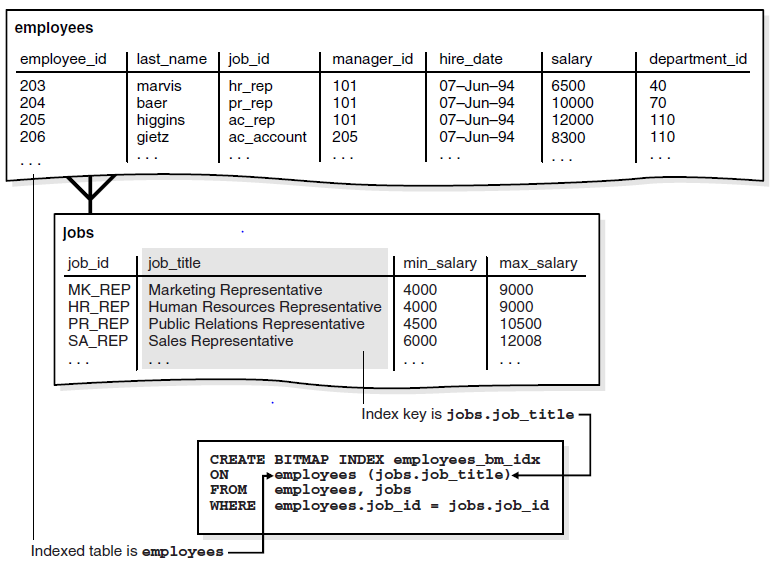 employees
employee_id last_name job_id manager_id hire_date salary department_id
203 marvis hr_rep 101 07–Jun–94 6500 40
204 baer pr_rep 101 07–Jun–94 10000 70
205 higgins ac_rep 101 07–Jun–94 12000 110
206 gietz ac_account 205 07–Jun–94 8300 110
. . . . . . . . . . . . . . . . . . . . .
jobs
job_id job_title min_salary max_salary
MK_REP Marketing Representative 4000 9000
HR_REP Human Resources Representative 4000 9000
PR_REP Public Relations Representative 4500 10500
SA_REP Sales Representative 6000 12008
. . . . . . . . . . . .
Index key is jobs.job_title
CREATE BITMAP INDEX employees_bm_idx
ON employees (jobs.job_title)
FROM employees, jobs
WHERE employees.job_id = jobs.job_id
Indexed table is employees